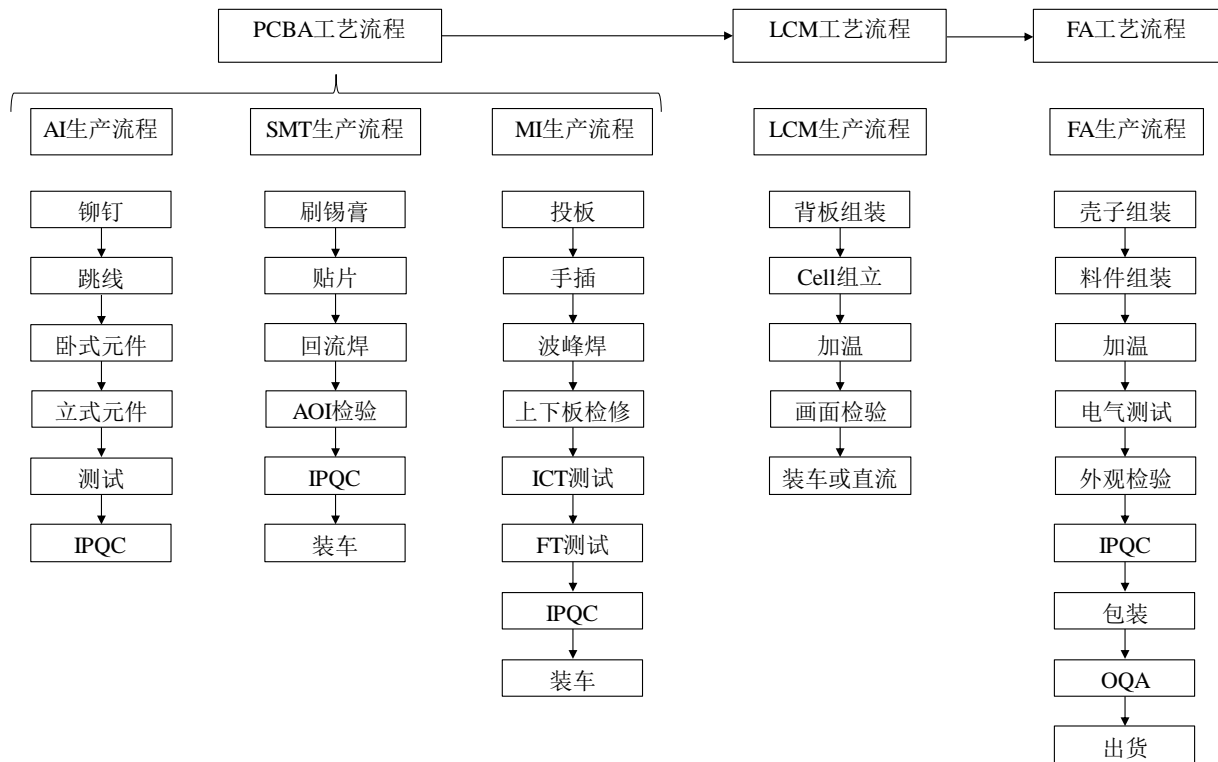 PCBA工艺流程
LCM工艺流程
FA工艺流程
AI生产流程
SMT生产流程
MI生产流程
LCM生产流程
FA生产流程
铆钉
跳线
卧式元件
立式元件
测试
IPQC
刷锡膏
贴片
回流焊
AOI检验
IPQC
装车
投板
手插
波峰焊
上下板检修
ICT测试
FT测试
IPQC
装车
背板组装
Cell组立
加温
画面检验
装车或直流
壳子组装
料件组装
加温
电气测试
外观检验
IPQC
包装
OQA
出货